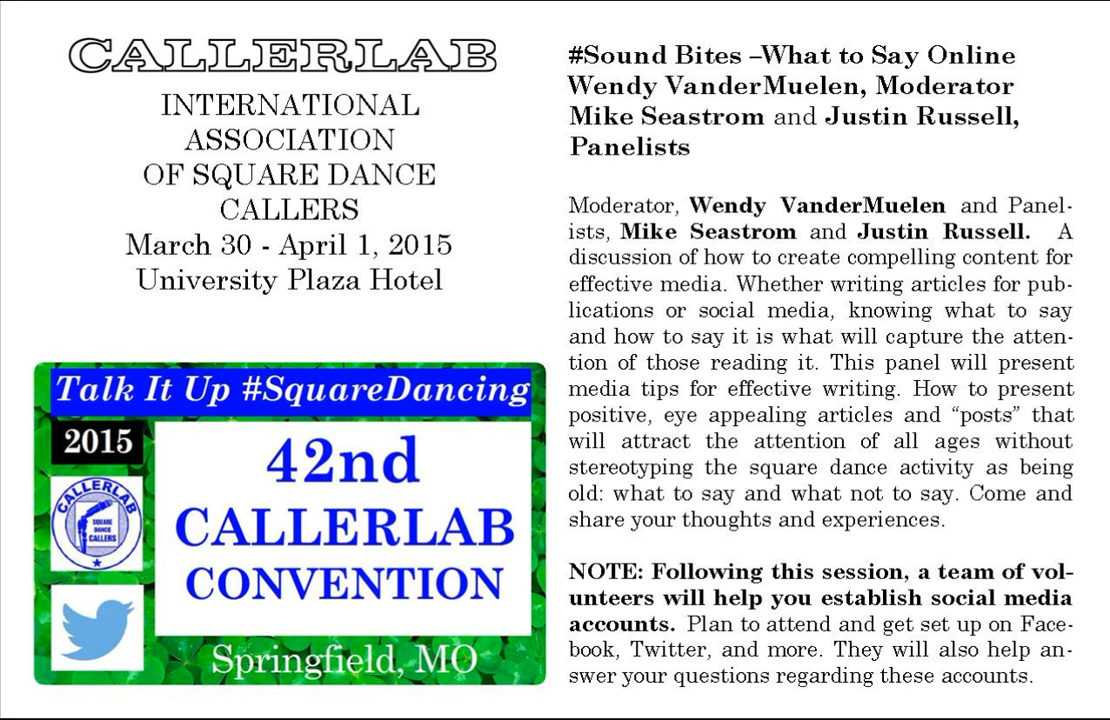 CALLERLAB
INTERNATIONAL
ASSOCIATION
OF SQUARE DANCE
CALLERS
March 30 - April 1, 2015
University Plaza Hotel
Talk It Up #SquareDancing
2015
CALLERLAB
SQUARE
DANCE
CALLERS
42nd
CALLERLAB
CONVENTION
Springfield, MO
#Sound Bites –What to Say Online
Wendy VanderMuelen, Moderator
Mike Seastrom and Justin Russell,
Panelists
Moderator, Wendy VanderMuelen and Panel-
ists, Mike Seastrom and Justin Russell. A
discussion of how to create compelling content for
effective media. Whether writing articles for pub-
lications or social media, knowing what to say
and how to say it is what will capture the atten-
tion of those reading it. This panel will present
media tips for effective writing. How to present
positive, eye appealing articles and “posts” that
will attract the attention of all ages without
stereotyping the square dance activity as being
old: what to say and what not to say. Come and
share your thoughts and experiences.
NOTE: Following this session, a team of vol-
unteers will help you establish social media
accounts. Plan to attend and get set up on Face-
book, Twitter, and more. They will also help an-
swer your questions regarding these accounts.